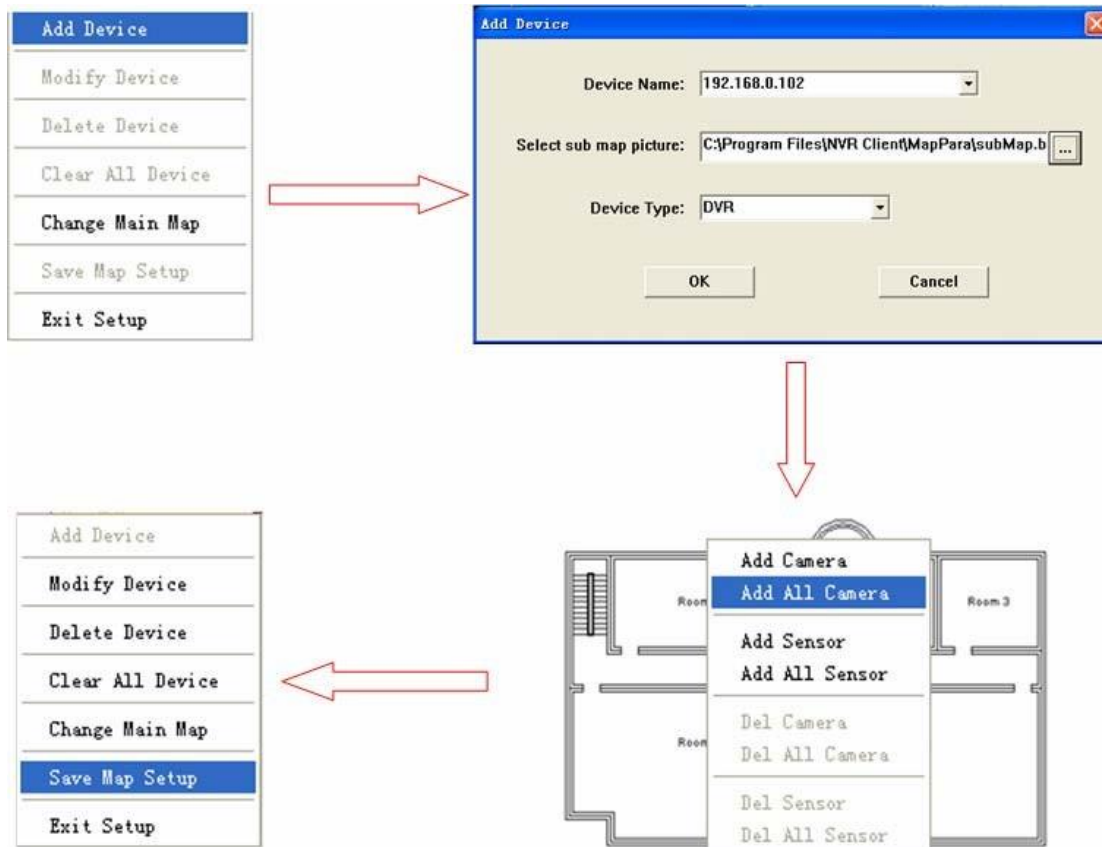 Add Device
Modify Device
Delete Device
Clear All Device
Change Main Map
Save Map Setup
Exit Setup
Add Device
Device Name: 192.168.0.102
Select sub map picture: C:\Program Files\NVR Client\MapPara\subMap.b ...
Device Type: DVR
OK Cancel
Add Device
Modify Device
Delete Device
Clear All Device
Change Main Map
Save Map Setup
Exit Setup
Room
Room 3
Room
Add Camera
Add All Camera
Add Sensor
Add All Sensor
Del Camera
Del All Camera
Del Sensor
Del All Sensor